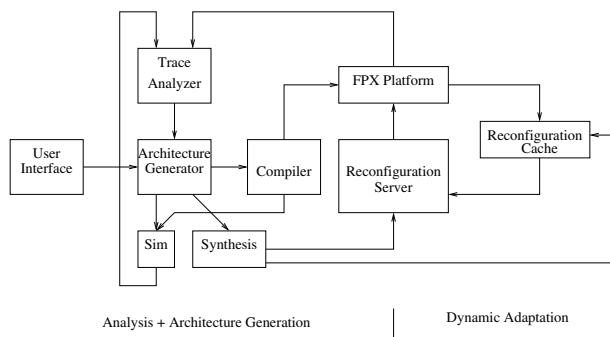 Trace
Analyzer
FPX Platform
User
Interface
Architecture
Generator
Compiler
Reconfiguration
Server
Reconfiguration
Cache
Sim
Synthesis
Analysis + Architecture Generation
Dynamic Adaptation